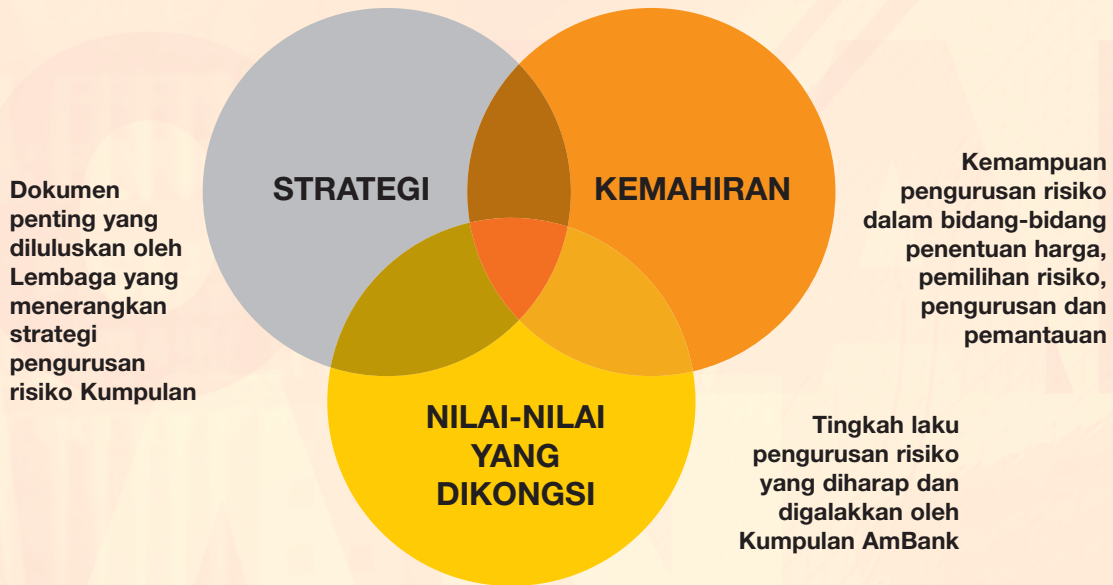 STRATEGI
KEMAHIRAN
NILAI-NILAI
YANG
DIKONGSI
Dokumen
penting yang
diluluskan oleh
Lembaga yang
menerangkan
strategi
pengurusan
risiko Kumpulan
Kemampuan
pengurusan risiko
dalam bidang-bidang
penentuan harga,
pemilihan risiko,
pengurusan dan
pemantauan
Tingkah laku
pengurusan risiko
yang diharap dan
digalakkan oleh
Kumpulan AmBank